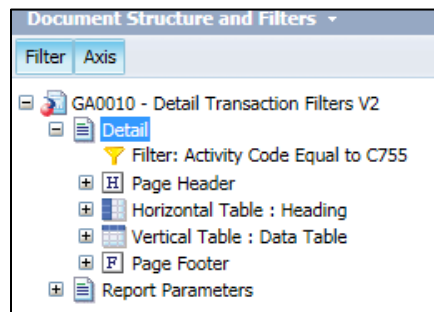 Document Structure and Filters
Filter Axis
GA0010 - Detail Transaction Filters V2
Detail
Filter: Activity Code Equal to C755
H Page Header
Horizontal Table : Heading
Vertical Table : Data Table
F Page Footer
Report Parameters